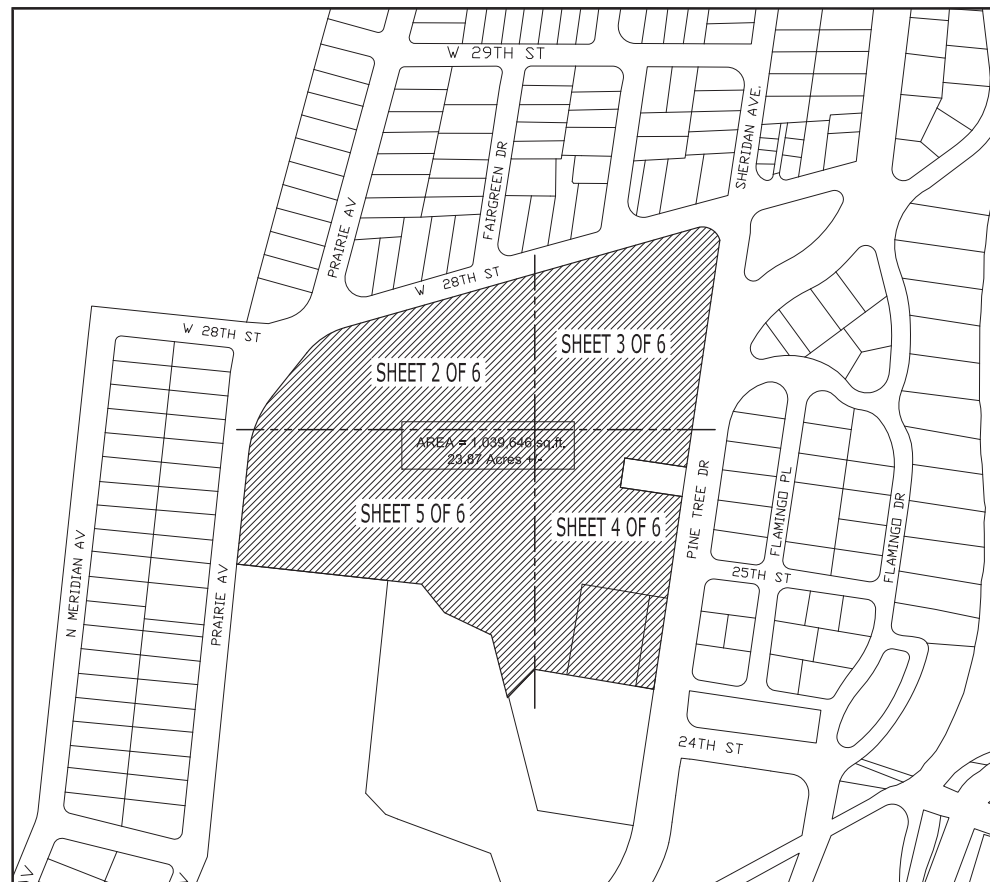 W 29TH ST
SHERIDAN AVE.
FAIRGREEN DR
PRAIRIE AV
W 28TH ST
W 28TH ST
SHEET 3 OF 6
SHEET 2 OF 6
AREA = 1,039,646 sq.ft.
23.87 Acres +-
SHEET 5 OF 6
SHEET 4 OF 6
PINE TREE DR
FLAMINGO PL
FLAMINGO DR
25TH ST
N MERIDIAN AV
PRAIRIE AV
24TH ST